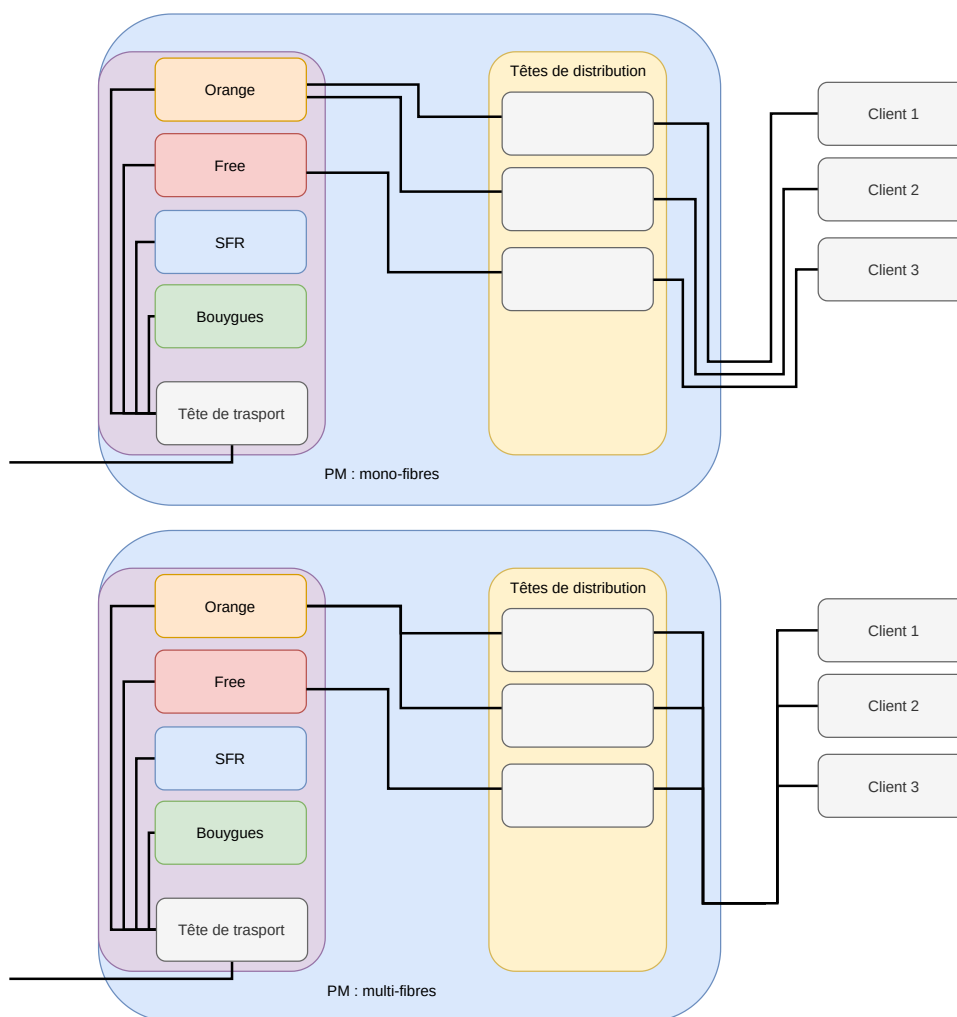 Orange
Têtes de distribution
Client 1
Free
Client 2
SFR
Client 3
Bouygues
Tête de trasport
PM : mono-fibres
Orange
Têtes de distribution
Client 1
Free
Client 2
SFR
Client 3
Bouygues
Tête de trasport
PM : multi-fibres